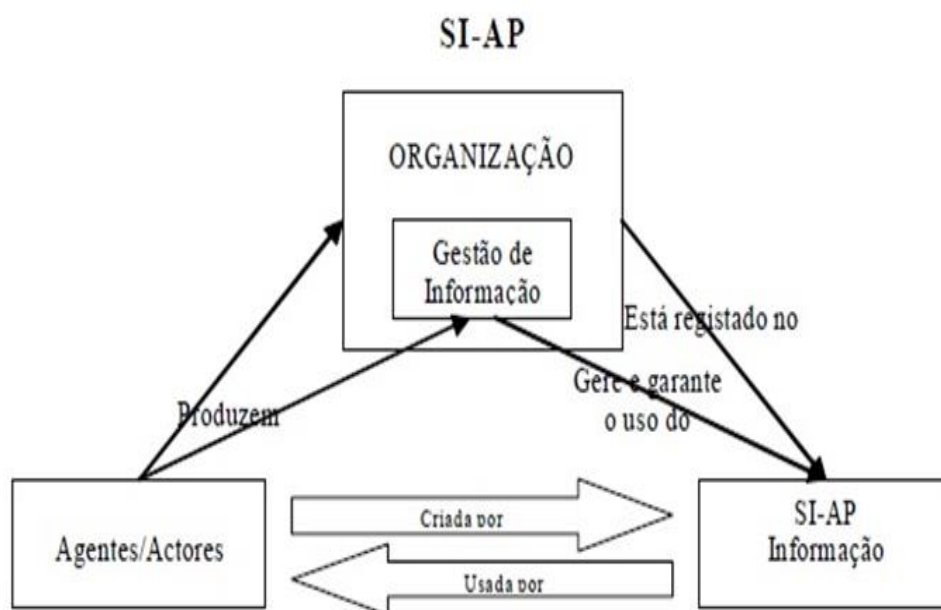 SI-AP
ORGANIZAÇÃO
Gestão de
Informação
Está registado no
Gere e garante
o uso do
Produzem
Agentes/Actores
Criada por
Usada por
SI-AP
Informação